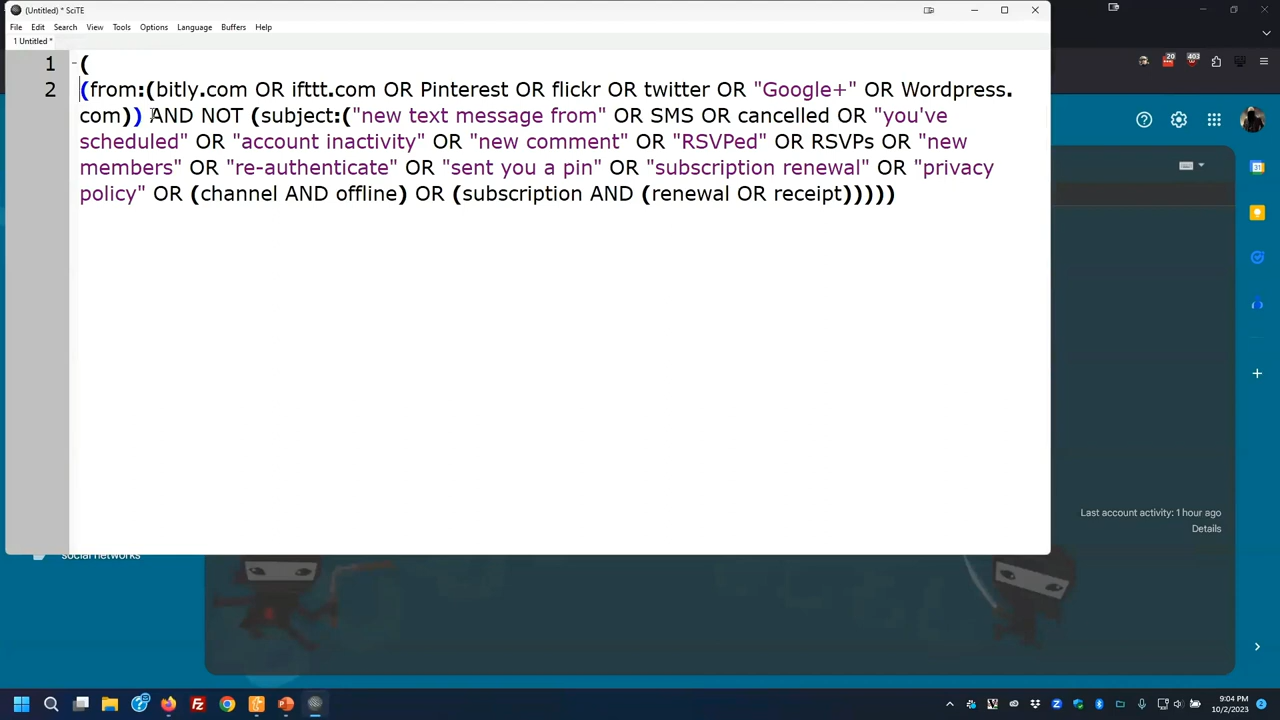 (Untitled) * SciTE
File Edit Search View Tools Options Language Buffers Help
1 Untitled *
1 (
2 (from:(bitly.com OR ifttt.com OR Pinterest OR flickr OR twitter OR "Google+" OR Wordpress.
com)) AND NOT (subject:("new text message from" OR SMS OR cancelled OR "you've
scheduled" OR "account inactivity" OR "new comment" OR "RSVPed" OR RSVPs OR "new
members" OR "re-authenticate" OR "sent you a pin" OR "subscription renewal" OR "privacy
policy" OR (channel AND offline) OR (subscription AND (renewal OR receipt)))))
20 403
Last account activity: 1 hour ago
Details
social networks
9:04 PM
10/2/2023